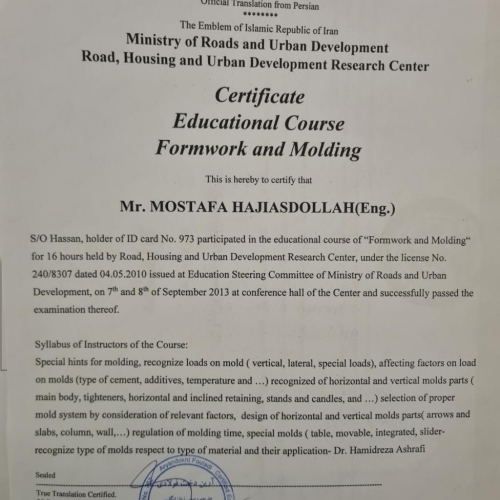 Official Translation from Persian
********
The Emblem of Islamic Republic of Iran
Ministry of Roads and Urban Development
Road, Housing and Urban Development Research Center
Certificate
Educational Course
Formwork and Molding
This is hereby to certify that
Mr. MOSTAFA HAJIASDOLLAH(Eng.)
S/O Hassan, holder of ID card No. 973 participated in the educational course of "Formwork and Molding"
for 16 hours held by Road, Housing and Urban Development Research Center, under the license No.
240/8307 dated 04.05.2010 issued at Education Steering Committee of Ministry of Roads and Urban
Development, on 7th and 8th of September 2013 at conference hall of the Center and successfully passed the
examination thereof.
Syllabus of Instructors of the Course:
Special hints for molding, recognize loads on mold ( vertical, lateral, special loads), affecting factors on load
on molds (type of cement, additives, temperature and …) recognized of horizontal and vertical molds parts (
main body, tighteners, horizontal and inclined retaining, stands and candles, and …) selection of proper
mold system by consideration of relevant factors, design of horizontal and vertical molds parts( arrows and
slabs, column, wall,…) regulation of molding time, special molds ( table, movable, integrated, slider-
recognize type of molds respect to type of material and their application- Dr. Hamidreza Ashrafi
Sealed
True Translation Certified.